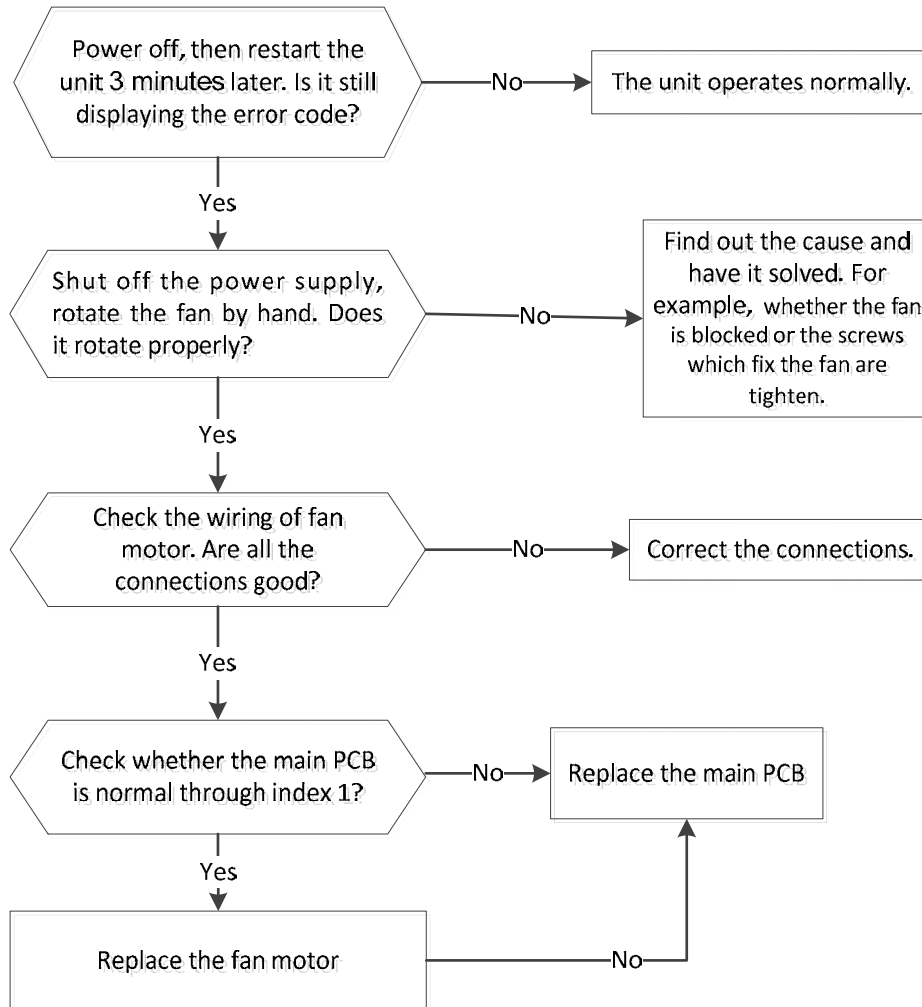 Power off, then restart the
unit 3 minutes later. Is it still
displaying the error code?
No
The unit operates normally.
Yes
Shut off the power supply,
rotate the fan by hand. Does
it rotate properly?
No
Find out the cause and
have it solved. For
example, whether the fan
is blocked or the screws
which fix the fan are
tighten.
Yes
Check the wiring of fan
motor. Are all the
connections good?
No
Correct the connections.
Yes
Check whether the main PCB
is normal through index 1?
No
Replace the main PCB
Yes
Replace the fan motor
No